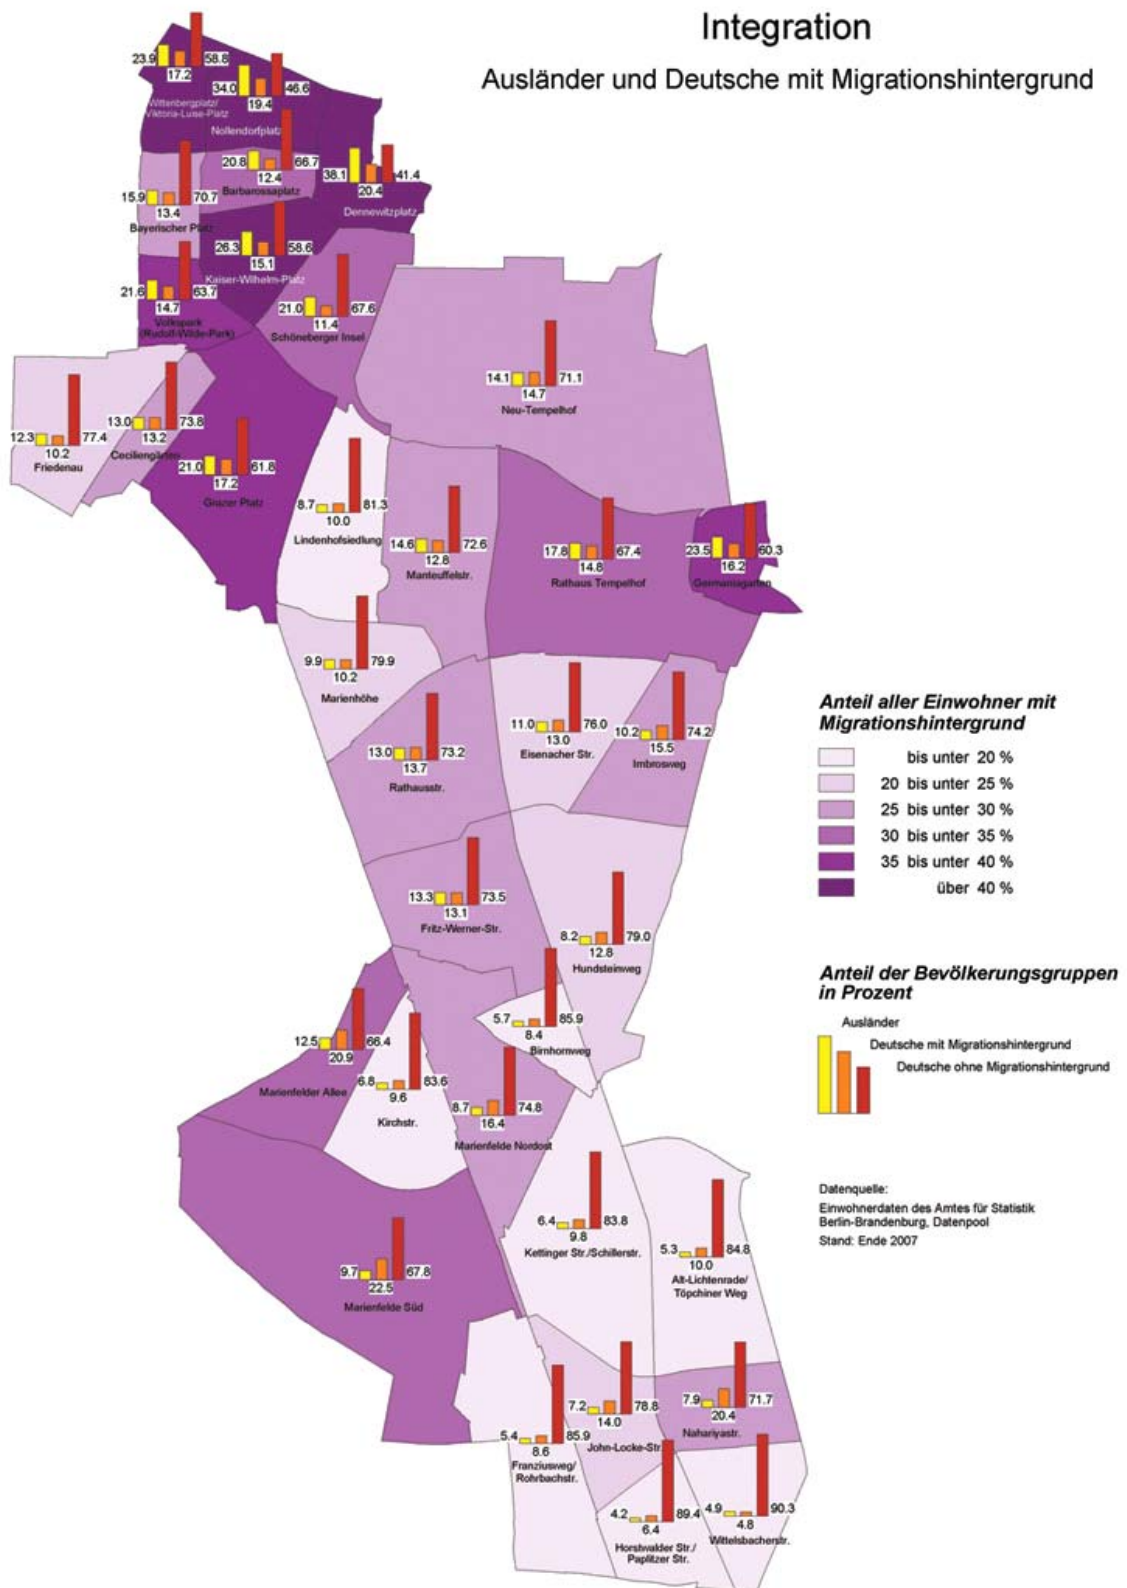 Integration
Ausländer und Deutsche mit Migrationshintergrund
23.9 58.8
17.2
Wittenbergplatz/
Viktoria-Luise-Platz
34.0 46.6
19.4
Nollendorfplatz
20.8 66.7
12.4
Barbarossaplatz
38.1 41.4
20.4
Dennewitzplatz
15.9 70.7
13.4
Bayerischer Platz
26.3 58.6
15.1
Kaiser-Wilhelm-Platz
21.6 63.7
14.7
Volkspark
(Rudolf-Wilde-Park)
21.0 67.6
11.4
Schöneberger Insel
14.1 71.1
14.7
Neu-Tempelhof
12.3 77.4
10.2
Friedenau
13.0 73.8
13.2
Ceciliengärten
21.0 61.8
17.2
Grazer Platz
8.7 81.3
10.0
Lindenhofsiedlung
14.6 72.6
12.8
Manteuffelstr.
17.8 67.4
14.8
Rathaus Tempelhof
23.5 60.3
16.2
Germaniagarten
9.9 79.9
10.2
Marienhöhe
13.0 73.2
13.7
Rathausstr.
11.0 76.0
13.0
Eisenacher Str.
10.2 74.2
15.5
Imbrosweg
Anteil aller Einwohner mit
Migrationshintergrund
bis unter 20 %
20 bis unter 25 %
25 bis unter 30 %
30 bis unter 35 %
35 bis unter 40 %
über 40 %
13.3 73.5
13.1
Fritz-Werner-Str.
8.2 79.0
12.8
Hundsteinweg
5.7 85.9
8.4
Birnhornweg
Anteil der Bevölkerungsgruppen
in Prozent
Ausländer
Deutsche mit Migrationshintergrund
Deutsche ohne Migrationshintergrund
12.5 66.4
20.9
Marienfelder Allee
6.8 83.6
9.6
Kirchstr.
8.7 74.8
16.4
Marienfelde Nordost
6.4 83.8
9.8
Kettinger Str./Schillerstr.
5.3 84.8
10.0
Alt-Lichtenrade/
Töpchiner Weg
Datenquelle:
Einwohnerdaten des Amtes für Statistik
Berlin-Brandenburg, Datenpool
Stand: Ende 2007
9.7 67.8
22.5
Marienfelde Süd
5.4 85.9
8.6
Franziusweg/
Rohrbachstr.
7.2 78.8
14.0
John-Locke-Str.
7.9 71.7
20.4
Nahariyastr.
4.2 89.4
6.4
Horstwalder Str./
Paplitzer Str.
4.9 90.3
4.8
Wittelsbacherstr.